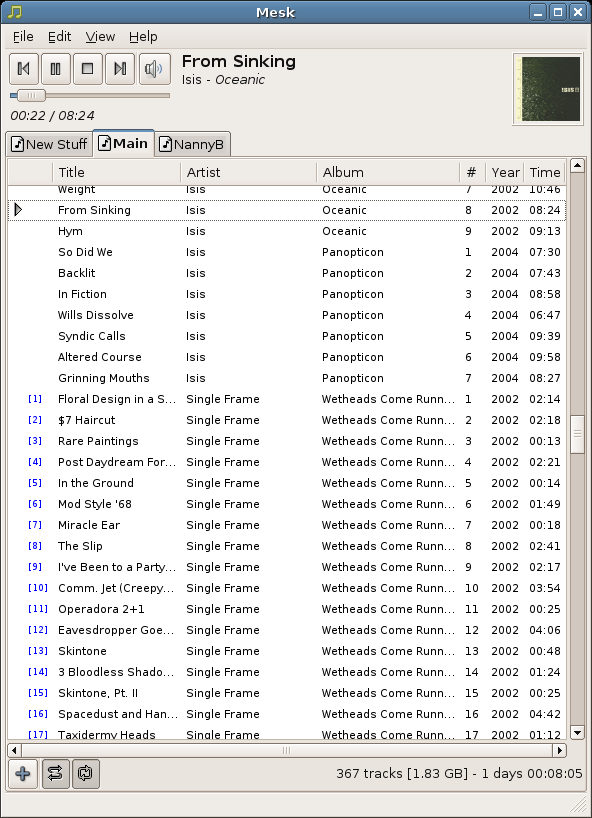 Mesk
File Edit View Help
From Sinking
Isis - Oceanic
ISIS
00:22 / 08:24
New Stuff Main NannyB
Title Artist Album # Year Time
Weight Isis Oceanic 7 2002 10:46
From Sinking Isis Oceanic 8 2002 08:24
Hym Isis Oceanic 9 2002 09:13
So Did We Isis Panopticon 1 2004 07:30
Backlit Isis Panopticon 2 2004 07:43
In Fiction Isis Panopticon 3 2004 08:58
Wills Dissolve Isis Panopticon 4 2004 06:47
Syndic Calls Isis Panopticon 5 2004 09:39
Altered Course Isis Panopticon 6 2004 09:58
Grinning Mouths Isis Panopticon 7 2004 08:27
[1] Floral Design in a S... Single Frame Wetheads Come Runn... 1 2002 02:14
[2] $7 Haircut Single Frame Wetheads Come Runn... 2 2002 02:18
[3] Rare Paintings Single Frame Wetheads Come Runn... 3 2002 00:13
[4] Post Daydream For... Single Frame Wetheads Come Runn... 4 2002 02:21
[5] In the Ground Single Frame Wetheads Come Runn... 5 2002 00:14
[6] Mod Style '68 Single Frame Wetheads Come Runn... 6 2002 01:49
[7] Miracle Ear Single Frame Wetheads Come Runn... 7 2002 00:18
[8] The Slip Single Frame Wetheads Come Runn... 8 2002 02:41
[9] I've Been to a Party... Single Frame Wetheads Come Runn... 9 2002 02:17
[10] Comm. Jet (Creepy... Single Frame Wetheads Come Runn... 10 2002 03:54
[11] Operadora 2+1 Single Frame Wetheads Come Runn... 11 2002 00:25
[12] Eavesdropper Goe... Single Frame Wetheads Come Runn... 12 2002 04:06
[13] Skintone Single Frame Wetheads Come Runn... 13 2002 00:48
[14] 3 Bloodless Shado... Single Frame Wetheads Come Runn... 14 2002 01:24
[15] Skintone, Pt. II Single Frame Wetheads Come Runn... 15 2002 00:25
[16] Spacedust and Han... Single Frame Wetheads Come Runn... 16 2002 04:42
[17] Taxidermy Heads Single Frame Wetheads Come Runn... 17 2002 01:12
367 tracks [1.83 GB] - 1 days 00:08:05